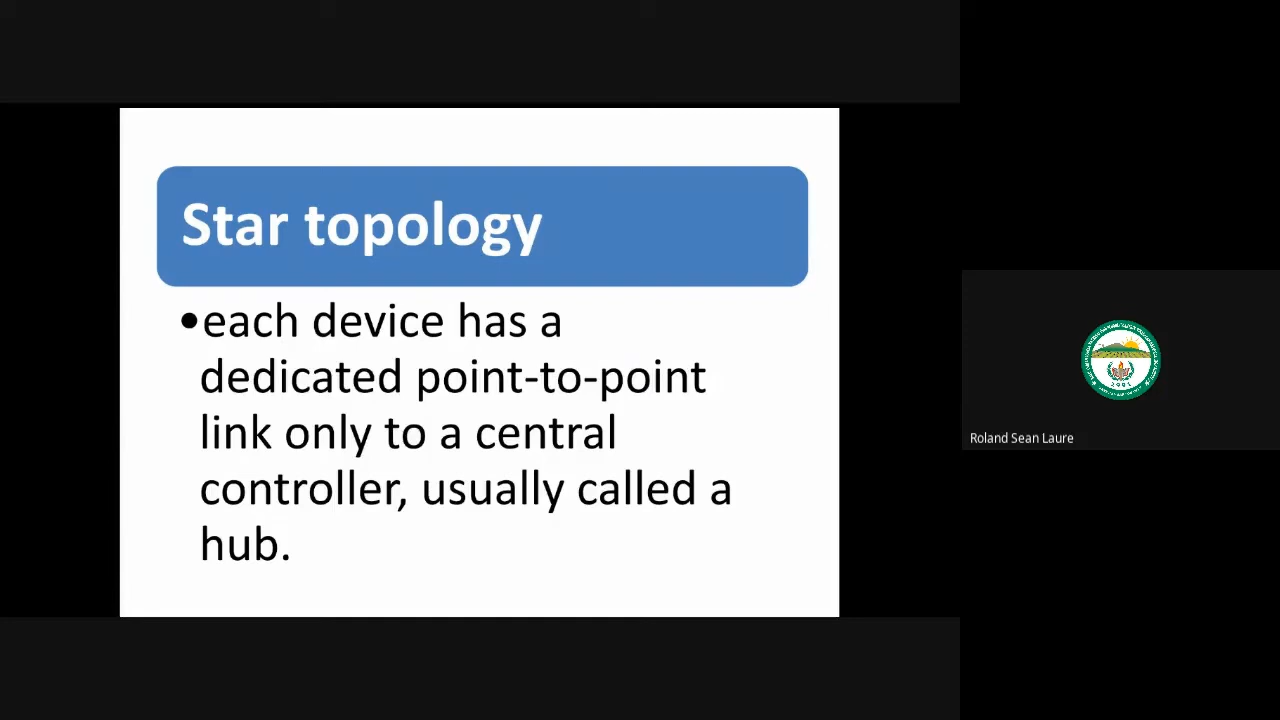 Star topology
•each device has a
dedicated point-to-point
link only to a central
controller, usually called a
hub.
Roland Sean Laure